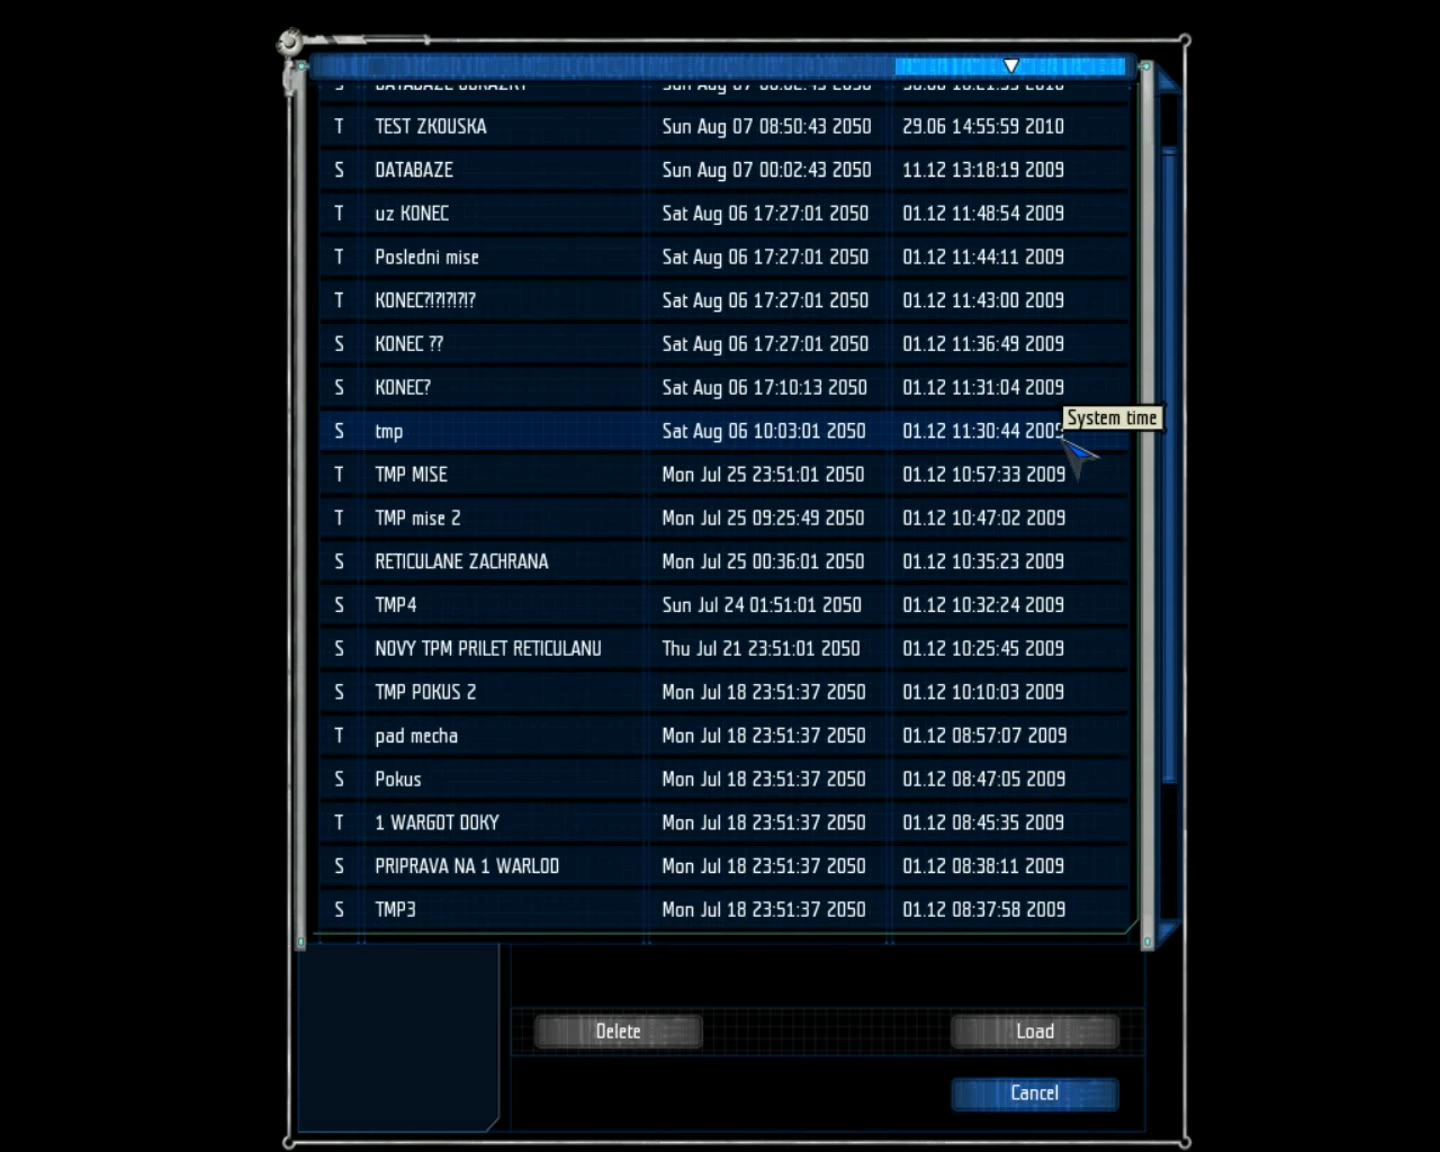 S DATABAZE OBRAZKY Sun Aug 07 00:02:43 2050
T TEST ZKOUSKA Sun Aug 07 08:50:43 2050 29.06 14:55:59 2010
S DATABAZE Sun Aug 07 00:02:43 2050 11.12 13:18:19 2009
T uz KONEC Sat Aug 06 17:27:01 2050 01.12 11:48:54 2009
T Posledni mise Sat Aug 06 17:27:01 2050 01.12 11:44:11 2009
T KONEC?!?!?!?!? Sat Aug 06 17:27:01 2050 01.12 11:43:00 2009
S KONEC ?? Sat Aug 06 17:27:01 2050 01.12 11:36:49 2009
S KONEC? Sat Aug 06 17:10:13 2050 01.12 11:31:04 2009
System time
S tmp Sat Aug 06 10:03:01 2050 01.12 11:30:44 2009
T TMP MISE Mon Jul 25 23:51:01 2050 01.12 10:57:33 2009
T TMP mise 2 Mon Jul 25 09:25:49 2050 01.12 10:47:02 2009
S RETICULANE ZACHRANA Mon Jul 25 00:36:01 2050 01.12 10:35:23 2009
S TMP4 Sun Jul 24 01:51:01 2050 01.12 10:32:24 2009
S NOVY TPM PRILET RETICULANU Thu Jul 21 23:51:01 2050 01.12 10:25:45 2009
S TMP POKUS 2 Mon Jul 18 23:51:37 2050 01.12 10:10:03 2009
T pad mecha Mon Jul 18 23:51:37 2050 01.12 08:57:07 2009
S Pokus Mon Jul 18 23:51:37 2050 01.12 08:47:05 2009
T 1 WARGOT DOKY Mon Jul 18 23:51:37 2050 01.12 08:45:35 2009
S PRIPRAVA NA 1 WARLOD Mon Jul 18 23:51:37 2050 01.12 08:38:11 2009
S TMP3 Mon Jul 18 23:51:37 2050 01.12 08:37:58 2009
Delete
Load
Cancel